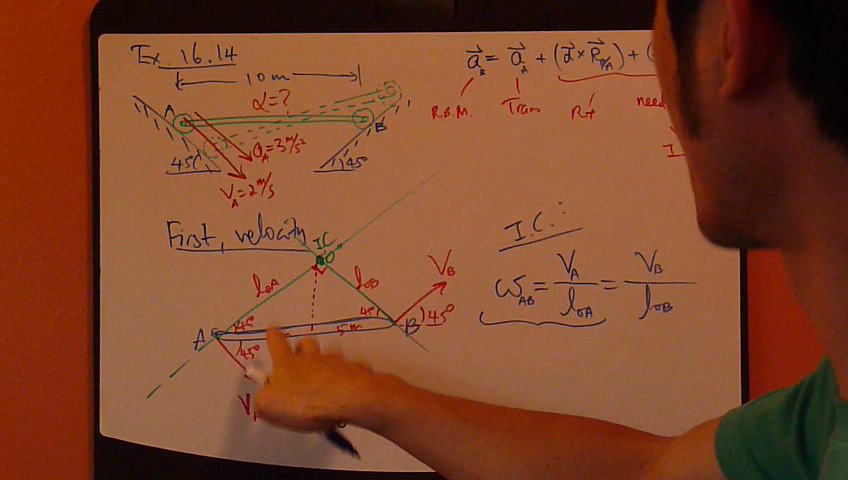 Ex. 16.14
10 m
α=?
A
B
a_A=3 m/s²
45°
45°
V_A=2 m/s
a_B = a_A + (α×R_B/A) + (
R.B.M.
Trans
Rot
need
I
First, velocity
IC
"O"
l_OA
l_OB
V_B
A
45°
45°
45°
5 m
B
45°
V
I.C.:
ω_AB = V_A/l_OA = V_B/l_OB